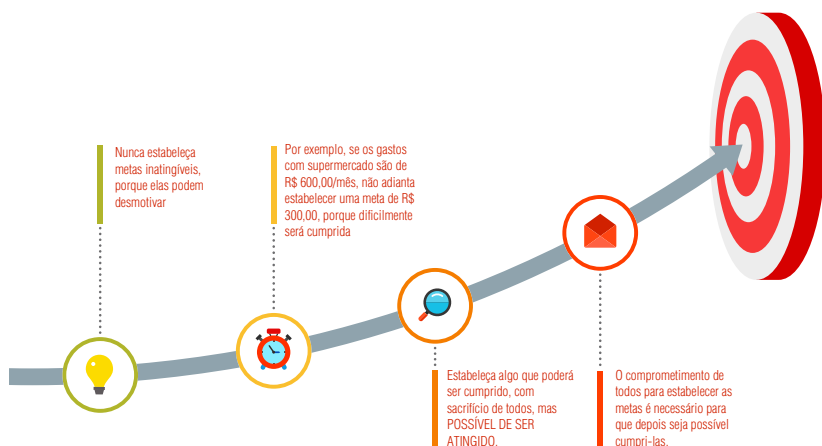 Nunca estabeleça
metas inatingíveis,
porque elas podem
desmotivar
Por exemplo, se os gastos
com supermercado são de
R$ 600,00/mês, não adianta
estabelecer uma meta de R$
300,00, porque dificilmente
será cumprida
Estabeleça algo que poderá
ser cumprido, com
sacrifício de todos, mas
POSSÍVEL DE SER
ATINGIDO.
O comprometimento de
todos para estabelecer as
metas é necessário para
que depois seja possível
cumpri-las.